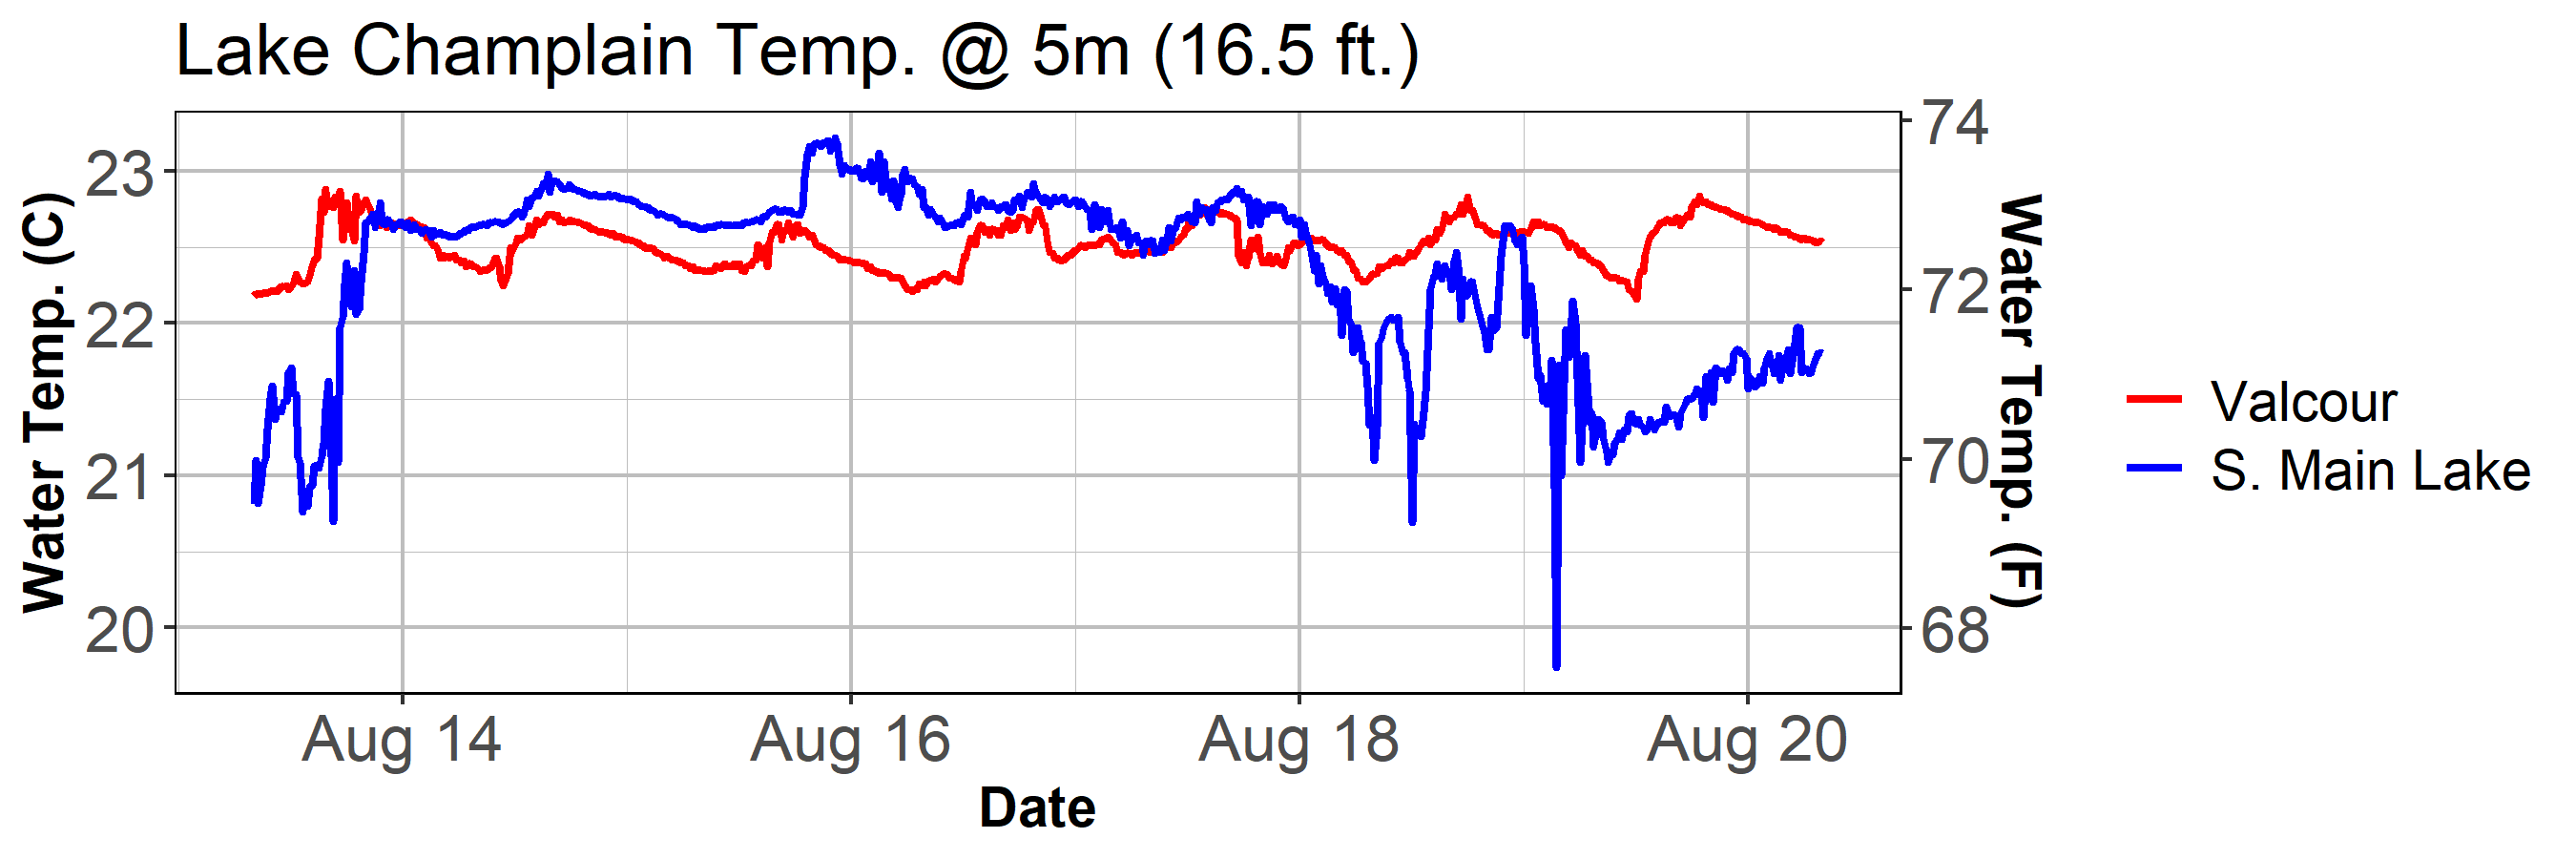 Lake Champlain Temp. @ 5m (16.5 ft.)
Water Temp. (C)
23
22
21
20
74
72
70
68
Water Temp. (F)
Aug 14
Aug 16
Aug 18
Aug 20
Date
Valcour
S. Main Lake